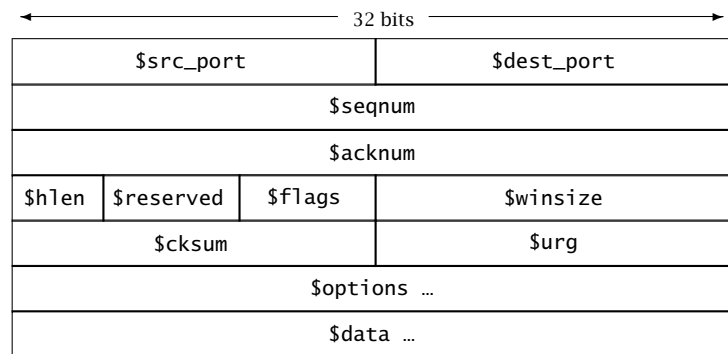 32 bits
$src_port $dest_port
$seqnum
$acknum
$hlen $reserved $flags $winsize
$cksum $urg
$options …
$data …